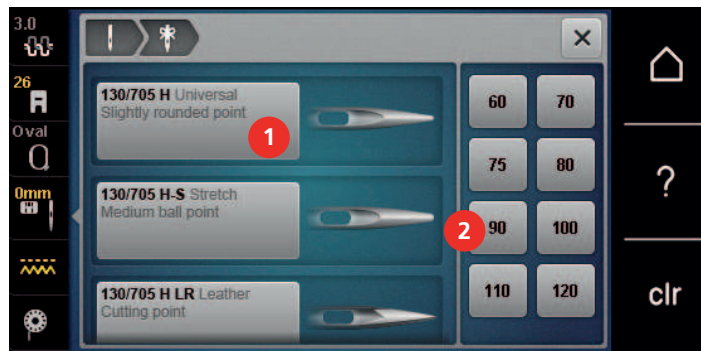 3.0
26
Oval
0mm
130/705 H Universal
Slightly rounded point
1
130/705 H-S Stretch
Medium ball point
130/705 H LR Leather
Cutting point
60 70
75 80
2
90 100
110 120
?
clr